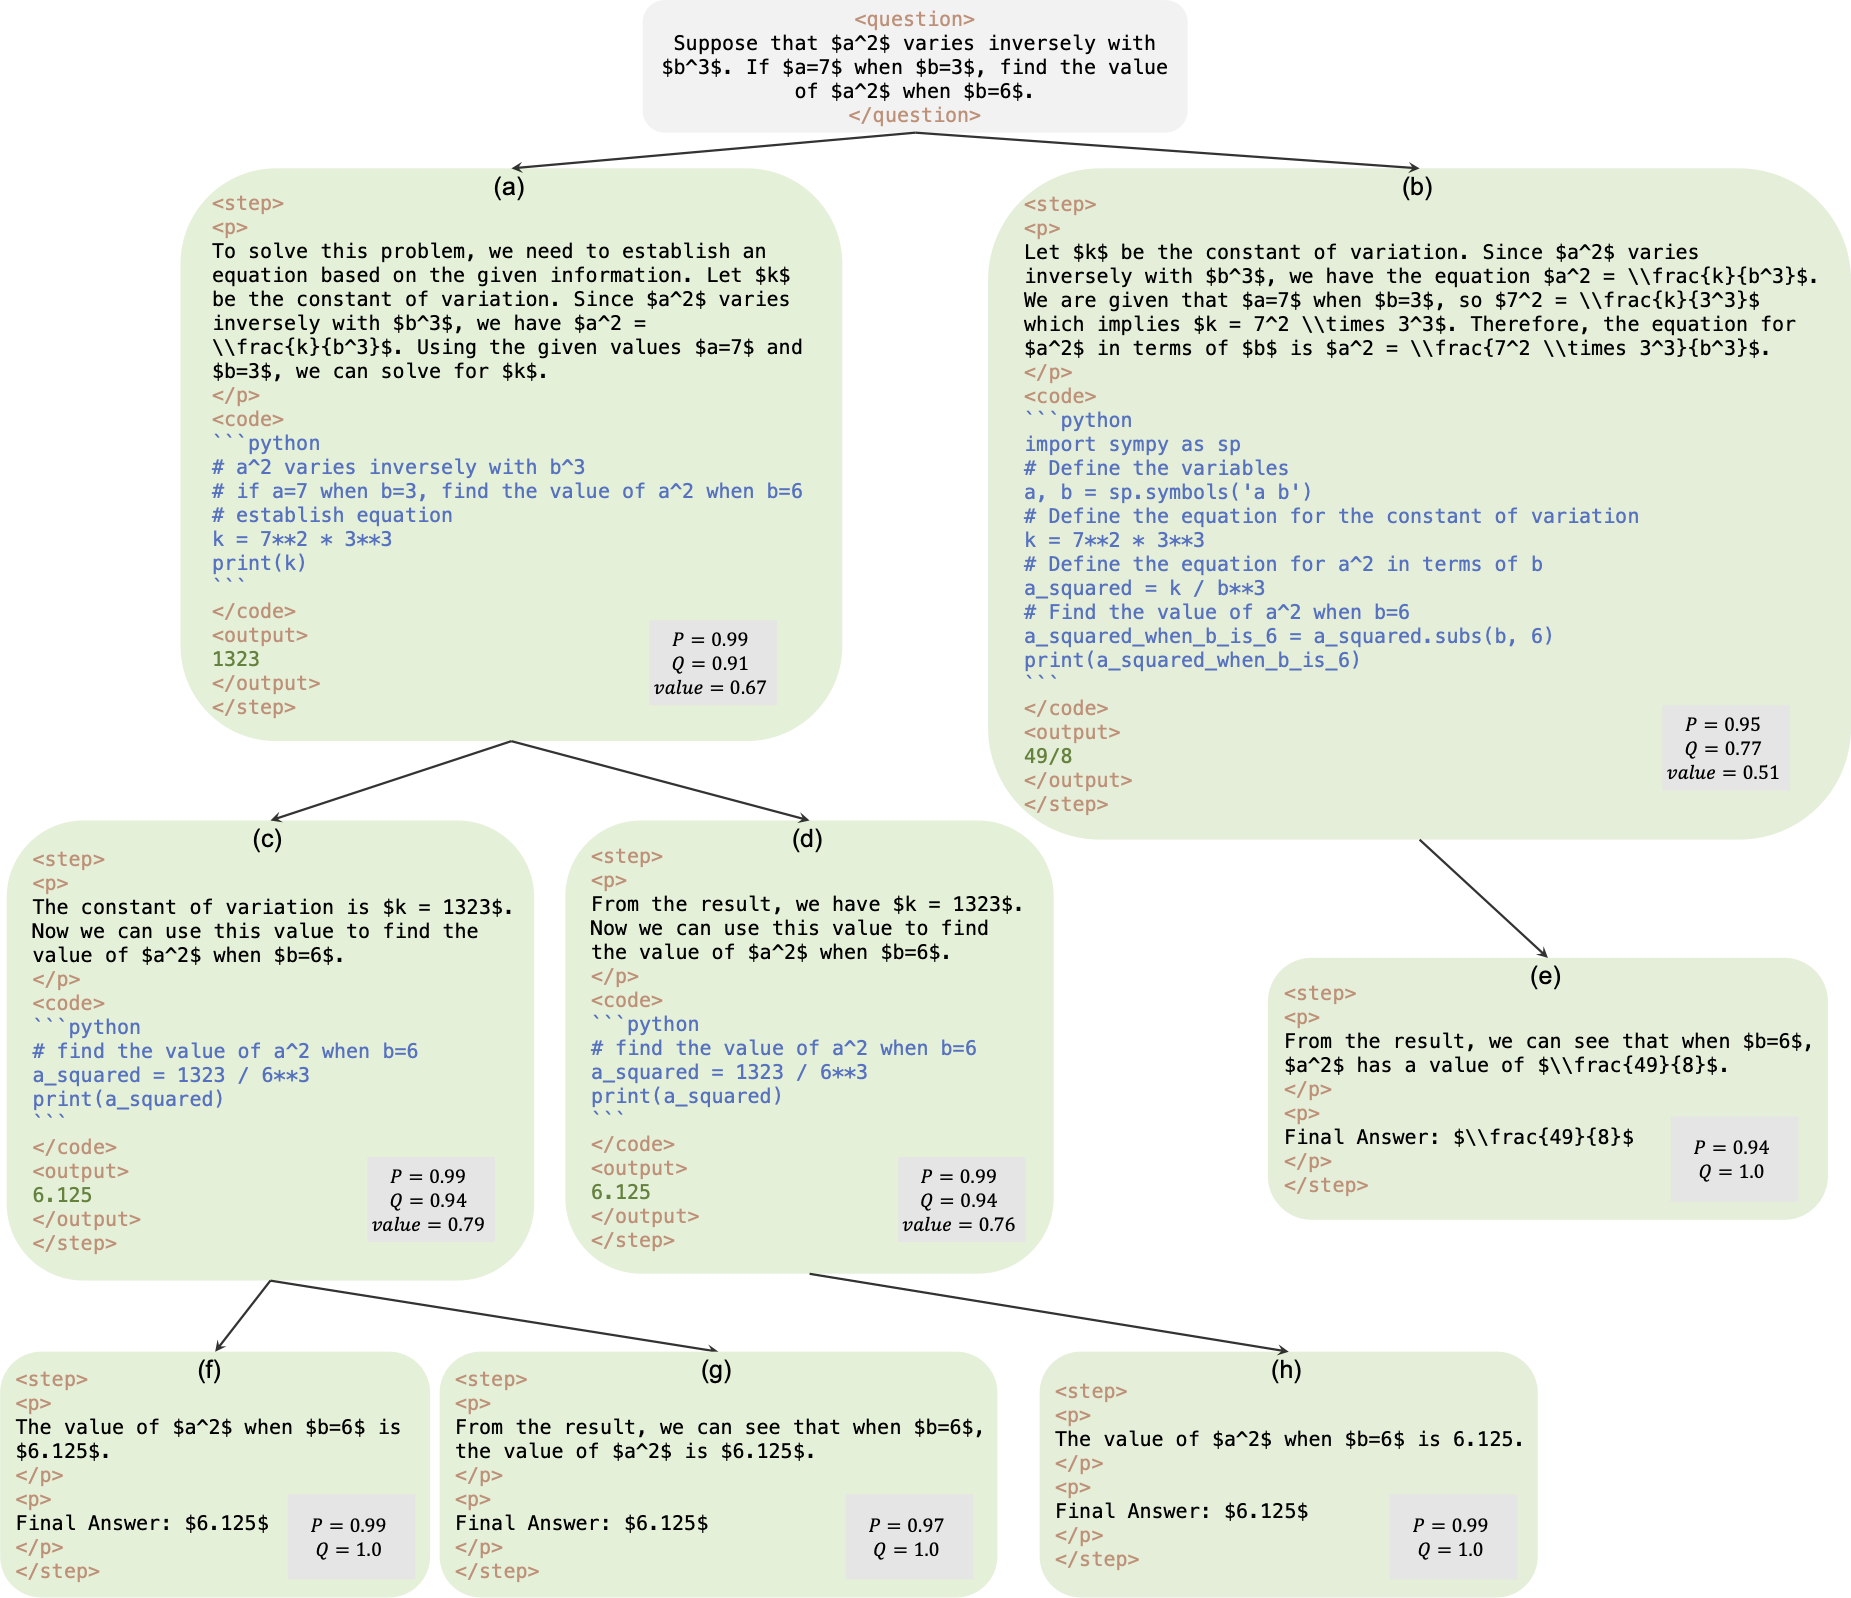 <question>
Suppose that $a^2$ varies inversely with
$b^3$. If $a=7$ when $b=3$, find the value
of $a^2$ when $b=6$.
</question>
(a)
<step>
<p>
To solve this problem, we need to establish an
equation based on the given information. Let $k$
be the constant of variation. Since $a^2$ varies
inversely with $b^3$, we have $a^2 =
\\frac{k}{b^3}$. Using the given values $a=7$ and
$b=3$, we can solve for $k$.
</p>
<code>
```python
# a^2 varies inversely with b^3
# if a=7 when b=3, find the value of a^2 when b=6
# establish equation
k = 7**2 * 3**3
print(k)
```
</code>
<output>
1323
</output>
</step>
P = 0.99
Q = 0.91
value = 0.67
(b)
<step>
<p>
Let $k$ be the constant of variation. Since $a^2$ varies
inversely with $b^3$, we have the equation $a^2 = \\frac{k}{b^3}$.
We are given that $a=7$ when $b=3$, so $7^2 = \\frac{k}{3^3}$
which implies $k = 7^2 \\times 3^3$. Therefore, the equation for
$a^2$ in terms of $b$ is $a^2 = \\frac{7^2 \\times 3^3}{b^3}$.
</p>
<code>
```python
import sympy as sp
# Define the variables
a, b = sp.symbols('a b')
# Define the equation for the constant of variation
k = 7**2 * 3**3
# Define the equation for a^2 in terms of b
a_squared = k / b**3
# Find the value of a^2 when b=6
a_squared_when_b_is_6 = a_squared.subs(b, 6)
print(a_squared_when_b_is_6)
```
</code>
<output>
49/8
</output>
</step>
P = 0.95
Q = 0.77
value = 0.51
(c)
<step>
<p>
The constant of variation is $k = 1323$.
Now we can use this value to find the
value of $a^2$ when $b=6$.
</p>
<code>
```python
# find the value of a^2 when b=6
a_squared = 1323 / 6**3
print(a_squared)
```
</code>
<output>
6.125
</output>
</step>
P = 0.99
Q = 0.94
value = 0.79
(d)
<step>
<p>
From the result, we have $k = 1323$.
Now we can use this value to find
the value of $a^2$ when $b=6$.
</p>
<code>
```python
# find the value of a^2 when b=6
a_squared = 1323 / 6**3
print(a_squared)
```
</code>
<output>
6.125
</output>
</step>
P = 0.99
Q = 0.94
value = 0.76
(e)
<step>
<p>
From the result, we can see that when $b=6$,
$a^2$ has a value of $\\frac{49}{8}$.
</p>
<p>
Final Answer: $\\frac{49}{8}$
</p>
</step>
P = 0.94
Q = 1.0
(f)
<step>
<p>
The value of $a^2$ when $b=6$ is
$6.125$.
</p>
<p>
Final Answer: $6.125$
</p>
</step>
P = 0.99
Q = 1.0
(g)
<step>
<p>
From the result, we can see that when $b=6$,
the value of $a^2$ is $6.125$.
</p>
<p>
Final Answer: $6.125$
</p>
</step>
P = 0.97
Q = 1.0
(h)
<step>
<p>
The value of $a^2$ when $b=6$ is 6.125.
</p>
<p>
Final Answer: $6.125$
</p>
</step>
P = 0.99
Q = 1.0